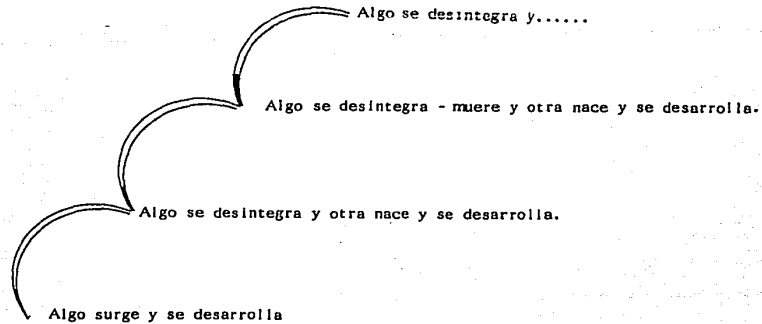 Algo se desintegra y......
Algo se desintegra - muere y otra nace y se desarrolla.
Algo se desintegra y otra nace y se desarrolla.
Algo surge y se desarrolla